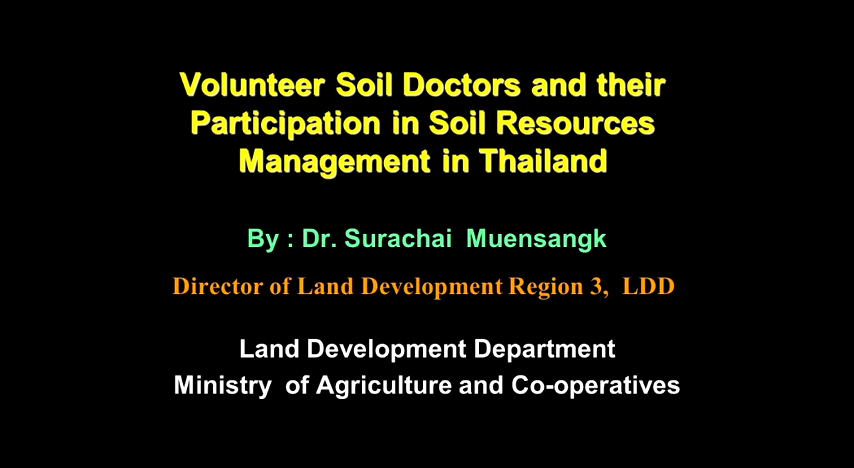 Volunteer Soil Doctors and their
Participation in Soil Resources
Management in Thailand
By : Dr. Surachai Muensangk
Director of Land Development Region 3, LDD
Land Development Department
Ministry of Agriculture and Co-operatives